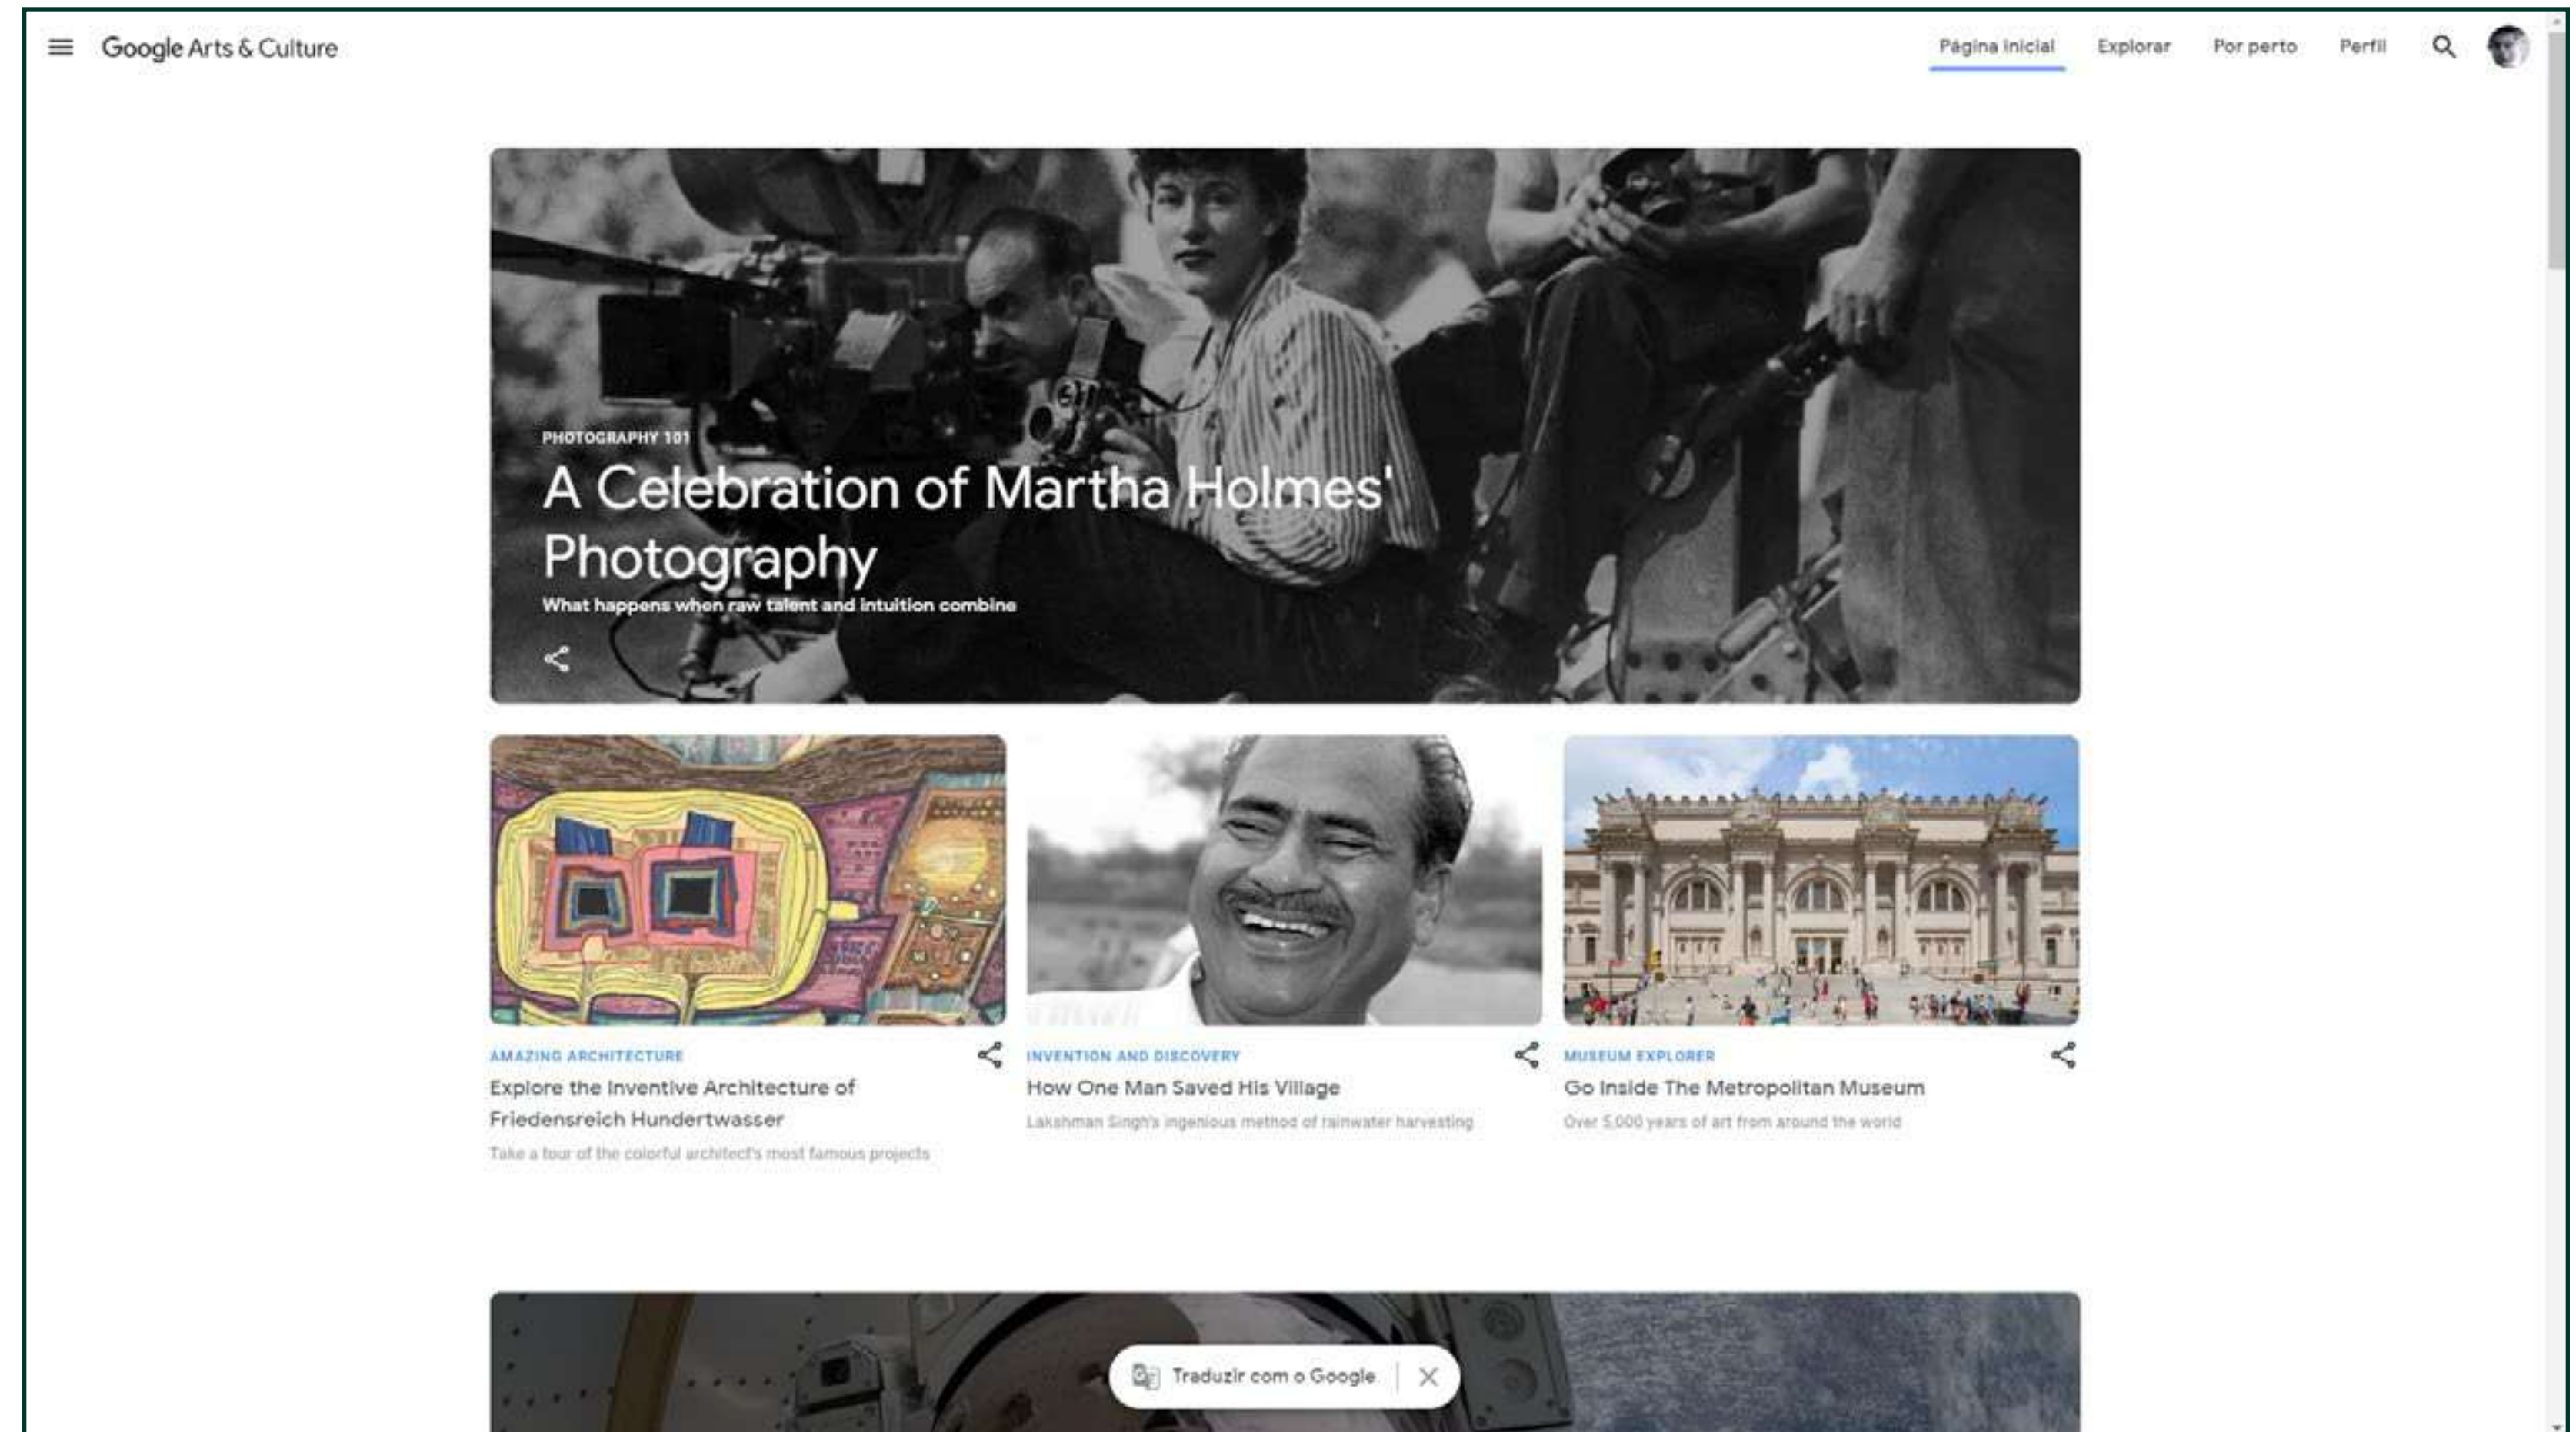 Google Arts & Culture
Página inicial
Explorar
Por perto
Perfil
PHOTOGRAPHY 101
A Celebration of Martha Holmes'
Photography
What happens when raw talent and intuition combine
AMAZING ARCHITECTURE
Explore the Inventive Architecture of
Friedensreich Hundertwasser
Take a tour of the colorful architect's most famous projects
INVENTION AND DISCOVERY
How One Man Saved His Village
Lakshman Singh's ingenious method of rainwater harvesting
MUSEUM EXPLORER
Go Inside The Metropolitan Museum
Over 5,000 years of art from around the world
Traduzir com o Google